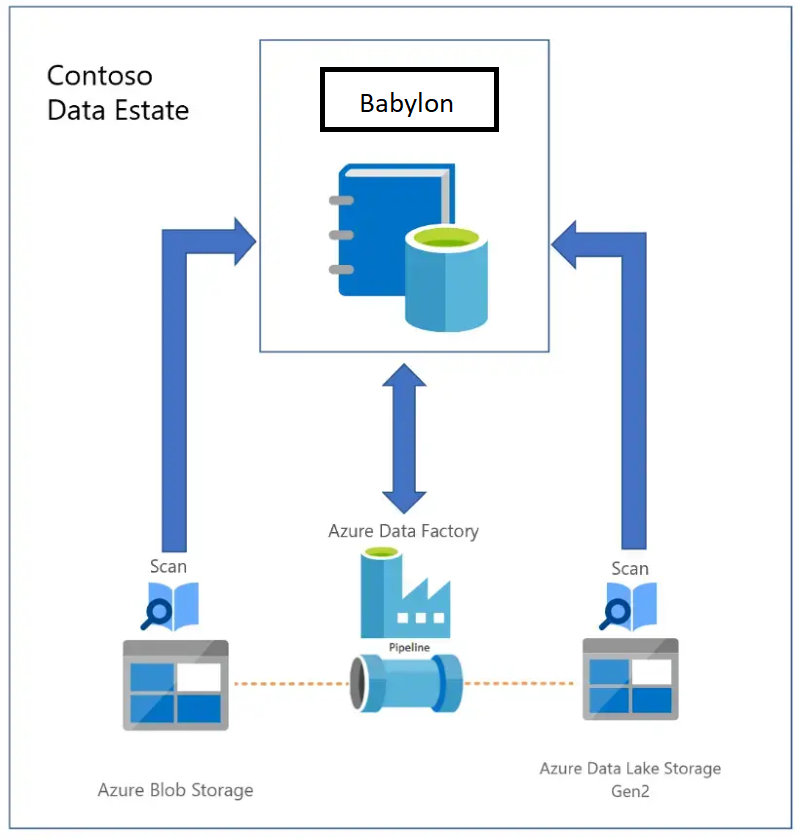 Contoso
Data Estate
Babylon
Azure Data Factory
Scan
Scan
Pipeline
Azure Blob Storage
Azure Data Lake Storage
Gen2